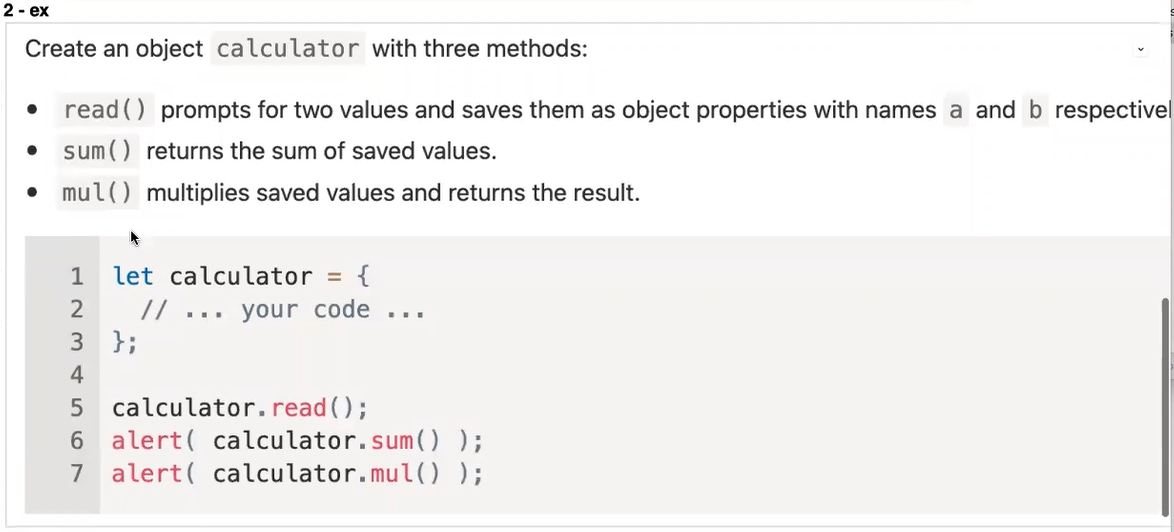 2 - ex
Create an object calculator with three methods:
• read() prompts for two values and saves them as object properties with names a and b respectivel
• sum() returns the sum of saved values.
• mul() multiplies saved values and returns the result.
1 let calculator = {
2   // ... your code ...
3 };
4
5 calculator.read();
6 alert( calculator.sum() );
7 alert( calculator.mul() );